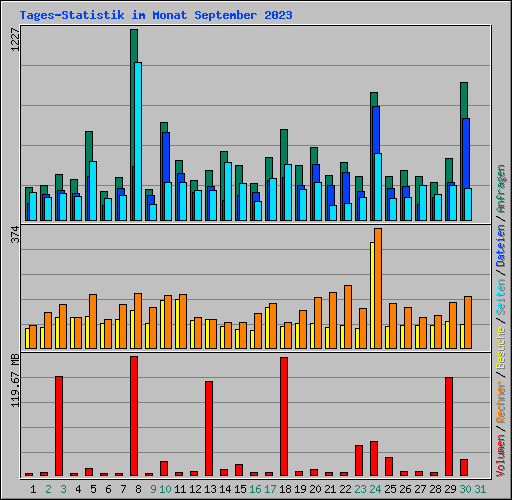 Tages-Statistik im Monat September 2023
1227
374
119.67 MB
Volumen / Rechner / Besuche / Seiten / Dateien / Anfragen
1 2 3 4 5 6 7 8 9 10 11 12 13 14 15 16 17 18 19 20 21 22 23 24 25 26 27 28 29 30 31